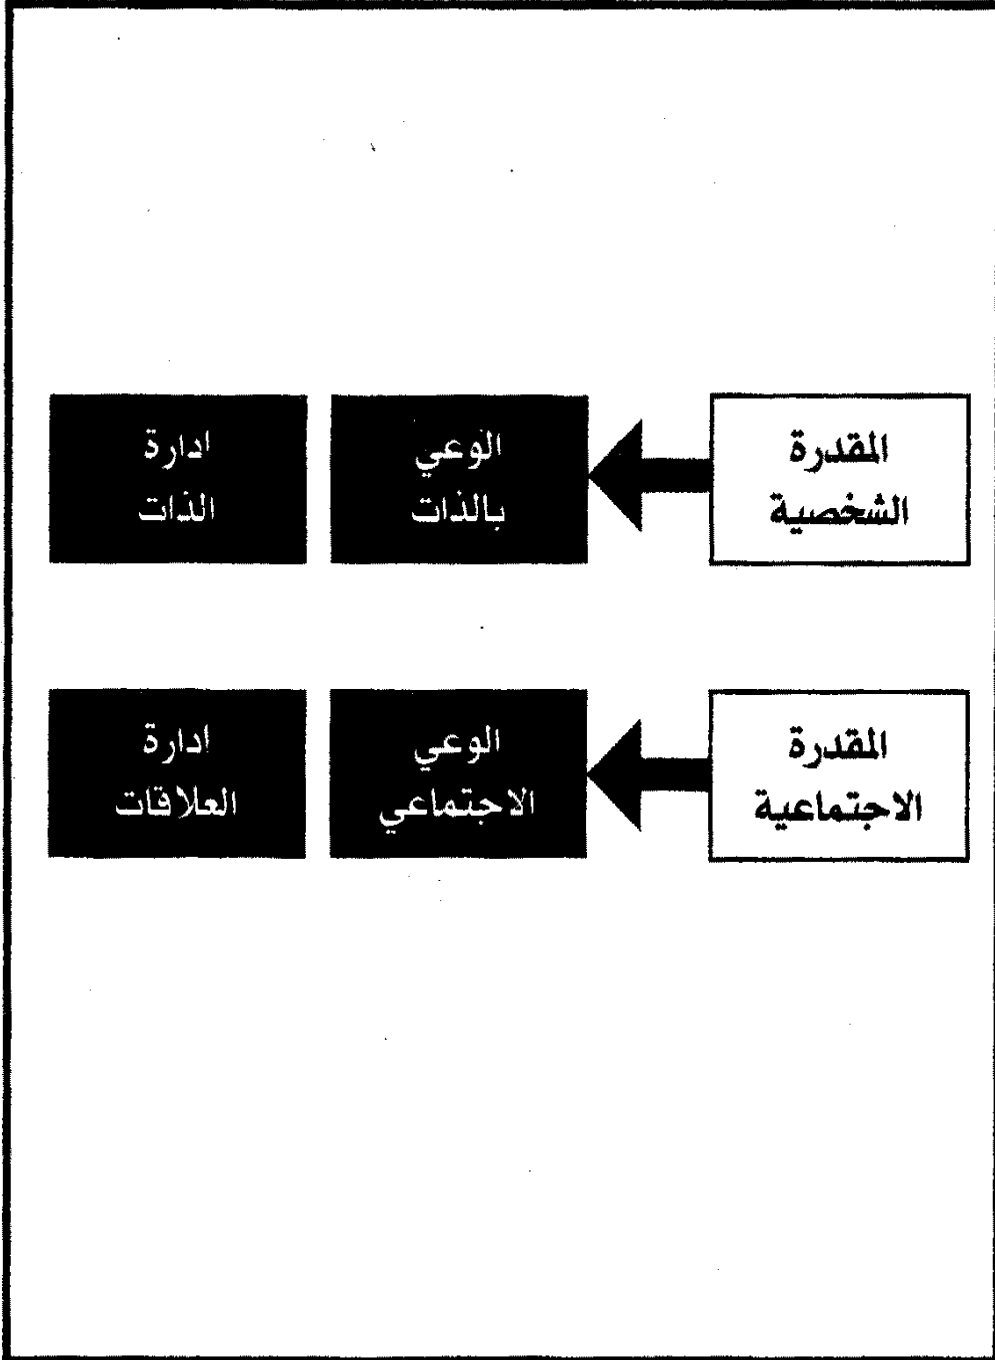 المقدرة
الشخصية
الوعي
بالذات
ادارة
الذات
المقدرة
الاجتماعية
الوعي
الاجتماعي
ادارة
العلاقات